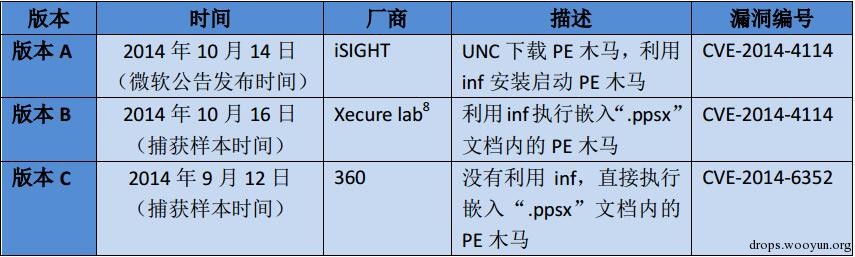 版本 时间 厂商 描述 漏洞编号
版本 A 2014 年 10 月 14 日 iSIGHT UNC 下载 PE 木马，利用 CVE-2014-4114
（微软公告发布时间） inf 安装启动 PE 木马
版本 B 2014 年 10 月 16 日 Xecure lab8 利用 inf 执行嵌入“.ppsx” CVE-2014-4114
（捕获样本时间） 文档内的 PE 木马
版本 C 2014 年 9 月 12 日 360 没有利用 inf，直接执行 CVE-2014-6352
（捕获样本时间） 嵌入“.ppsx”文档内的
PE 木马
drops.wooyun.org